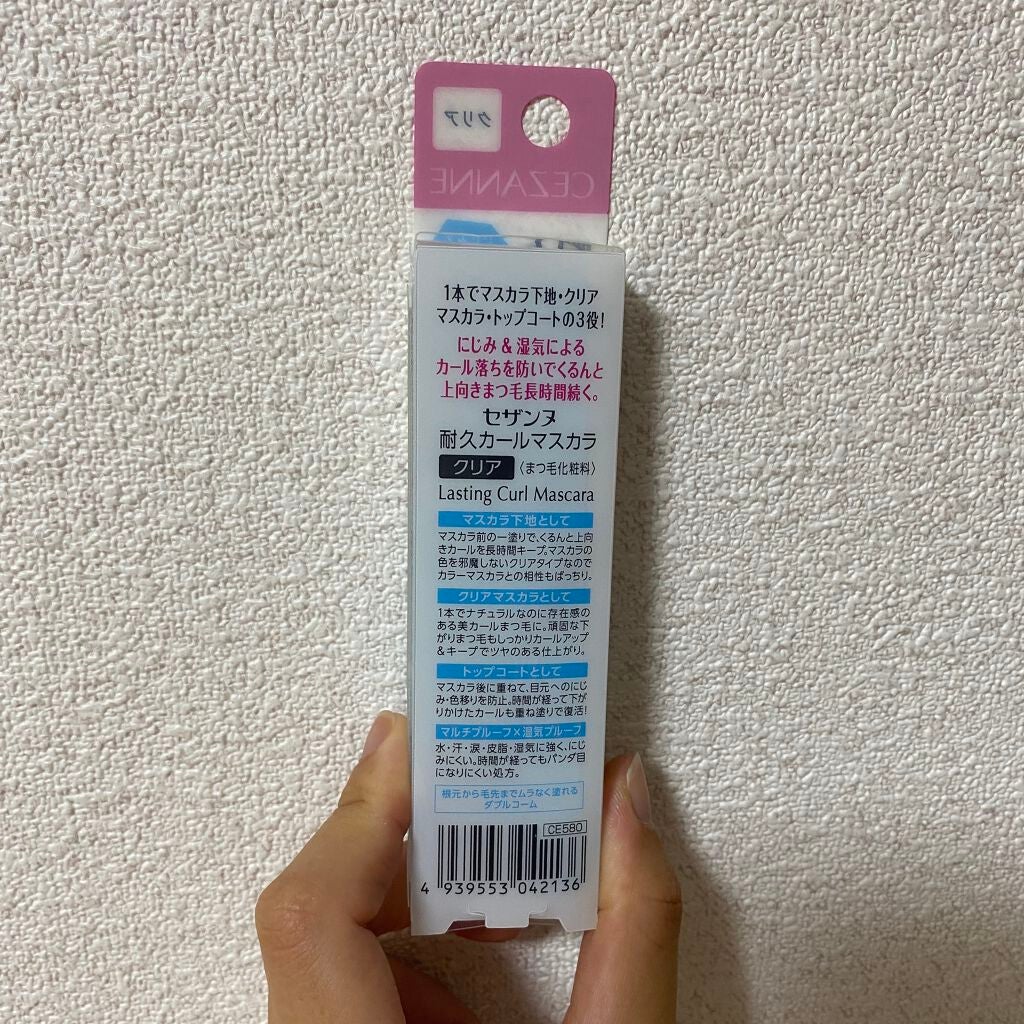 クリア
CEZANNE
1本でマスカラ下地・クリア
マスカラ・トップコートの3役!
にじみ & 湿気による
カール落ちを防いでくるんと
上向きまつ毛長時間続く。
セザンヌ
耐久カールマスカラ
クリア 〈まつ毛化粧料〉
Lasting Curl Mascara
マスカラ下地として
マスカラ前の一塗りで、くるんと上向
きカールを長時間キープ。マスカラの
色を邪魔しないクリアタイプなので
カラーマスカラとの相性もばっちり。
クリアマスカラとして
1本でナチュラルなのに存在感の
ある美カールまつ毛に。頑固な下
がりまつ毛もしっかりカールアップ
&キープでツヤのある仕上がり。
トップコートとして
マスカラ後に重ねて、目元へのにじ
み・色移りを防止。時間が経って下が
りかけたカールも重ね塗りで復活!
マルチプルーフ×湿気プルーフ
水・汗・涙・皮脂・湿気に強く、にじ
みにくい。時間が経ってもパンダ目
になりにくい処方。
根元から毛先までムラなく塗れる
ダブルコーム
CE580
4 939553 042136